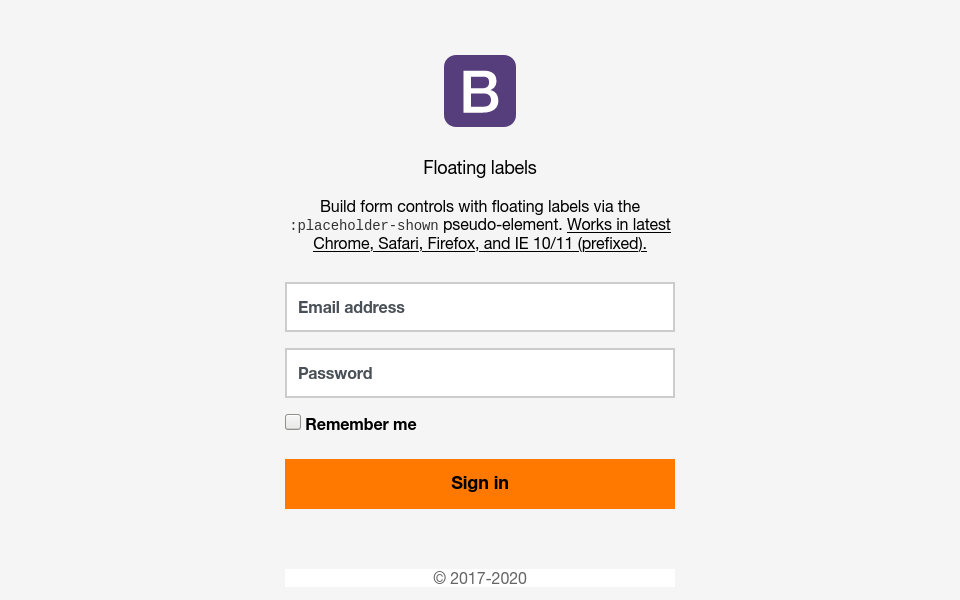 B
Floating labels
Build form controls with floating labels via the
:placeholder-shown pseudo-element. Works in latest
Chrome, Safari, Firefox, and IE 10/11 (prefixed).
Email address
Password
Remember me
Sign in
© 2017-2020